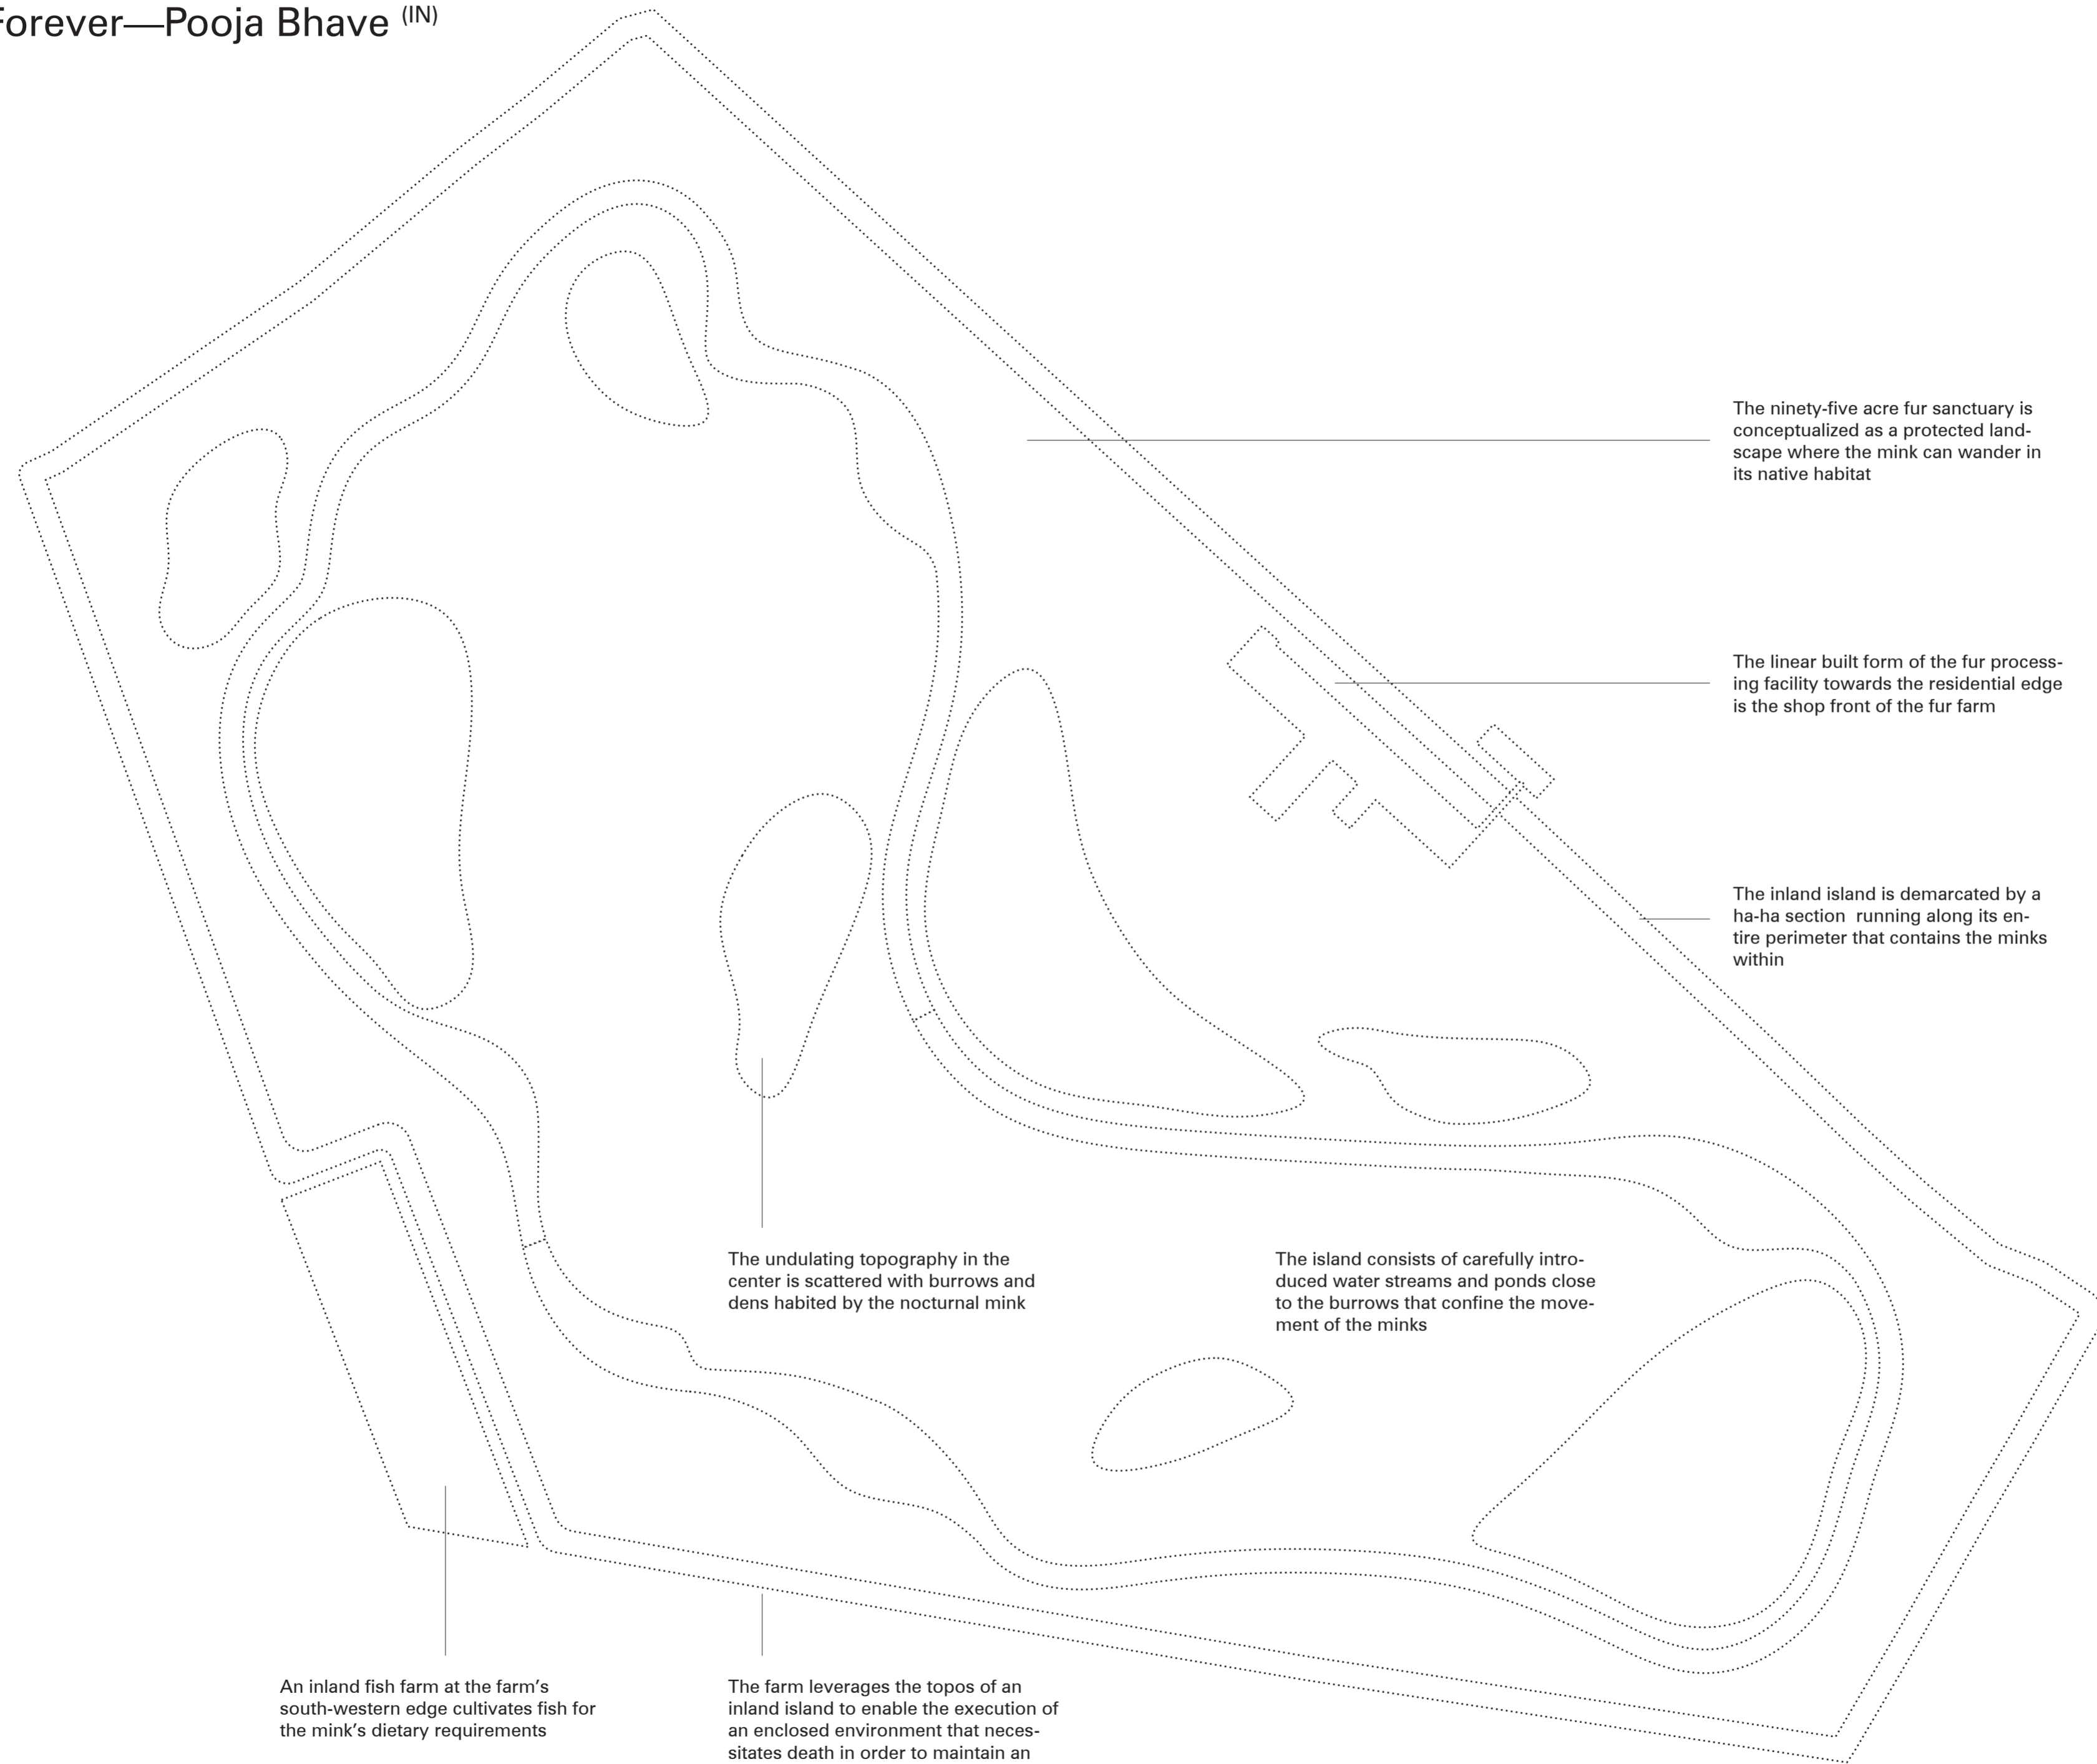 Forever—Pooja Bhave (IN)
The ninety-five acre fur sanctuary is
conceptualized as a protected land-
scape where the mink can wander in
its native habitat
The linear built form of the fur process-
ing facility towards the residential edge
is the shop front of the fur farm
The inland island is demarcated by a
ha-ha section running along its en-
tire perimeter that contains the minks
within
The undulating topography in the
center is scattered with burrows and
dens habited by the nocturnal mink
The island consists of carefully intro-
duced water streams and ponds close
to the burrows that confine the move-
ment of the minks
An inland fish farm at the farm's
south-western edge cultivates fish for
the mink's dietary requirements
The farm leverages the topos of an
inland island to enable the execution of
an enclosed environment that neces-
sitates death in order to maintain an